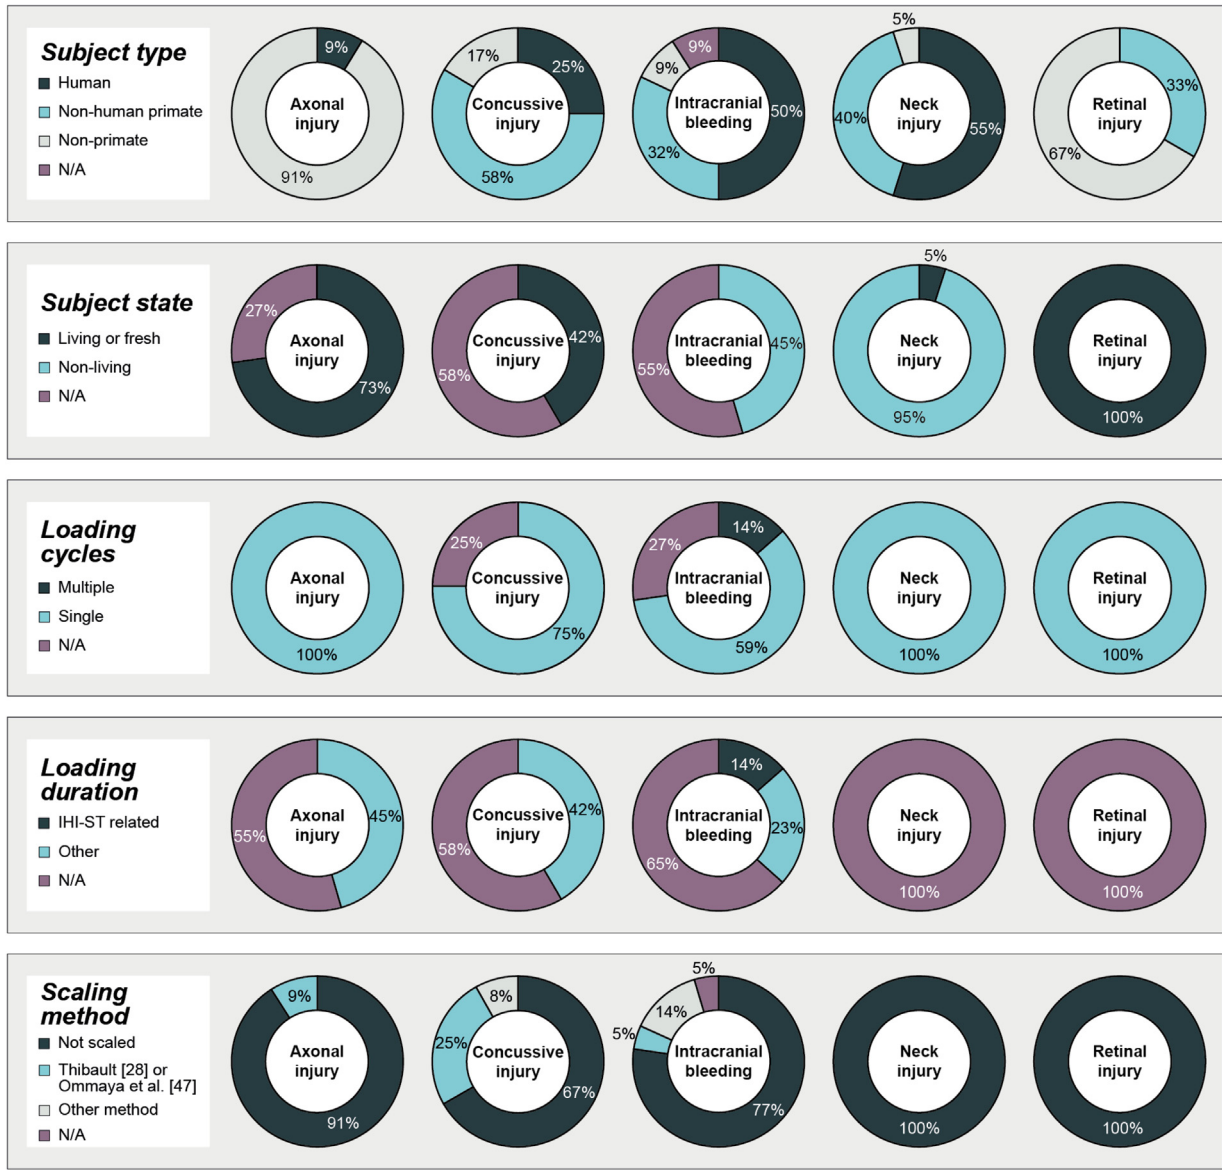 Subject type
Human
Non-human primate
Non-primate
N/A
9%
91%
Axonal
injury
17%
25%
58%
Concussive
injury
9%
9%
50%
32%
Intracranial
bleeding
5%
40%
55%
Neck
injury
33%
67%
Retinal
injury
Subject state
Living or fresh
Non-living
N/A
27%
73%
Axonal
injury
42%
58%
Concussive
injury
45%
55%
Intracranial
bleeding
5%
95%
Neck
injury
100%
Retinal
injury
Loading
cycles
Multiple
Single
N/A
100%
Axonal
injury
25%
75%
Concussive
injury
14%
27%
59%
Intracranial
bleeding
100%
Neck
injury
100%
Retinal
injury
Loading
duration
IHI-ST related
Other
N/A
45%
55%
Axonal
injury
42%
58%
Concussive
injury
14%
23%
65%
Intracranial
bleeding
100%
Neck
injury
100%
Retinal
injury
Scaling
method
Not scaled
Thibault [28] or
Ommaya et al. [47]
Other method
N/A
9%
91%
Axonal
injury
8%
25%
67%
Concussive
injury
5%
14%
5%
77%
Intracranial
bleeding
100%
Neck
injury
100%
Retinal
injury